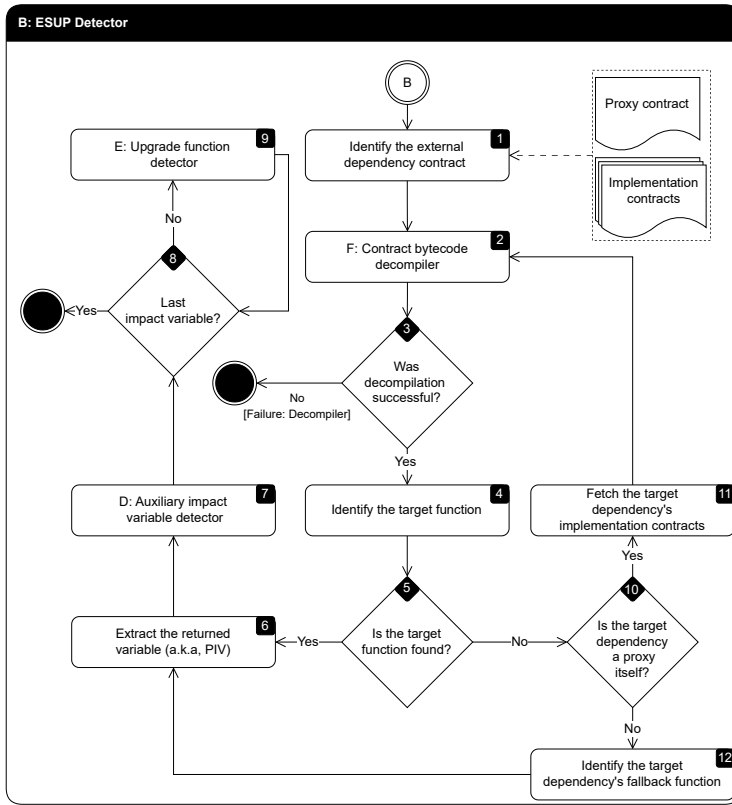 B: ESUP Detector
B
Proxy contract
Implementation
contracts
1
Identify the external
dependency contract
9
E: Upgrade function
detector
2
F: Contract bytecode
decompiler
No
8
Last
impact variable?
Yes
3
Was
decompilation
successful?
No
[Failure: Decompiler]
Yes
7
D: Auxiliary impact
variable detector
4
Identify the target function
11
Fetch the target
dependency's
implementation contracts
Yes
6
Extract the returned
variable (a.k.a, PIV)
Yes
5
Is the target
function found?
No
10
Is the target
dependency
a proxy
itself?
No
12
Identify the target
dependency's fallback function